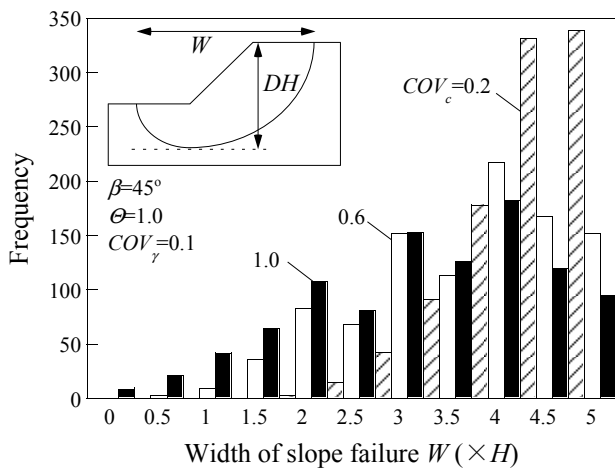 350
300
250
200
150
100
50
0
Frequency
W
DH
β=45º
Θ=1.0
COVγ=0.1
1.0
0.6
COVc=0.2
0 0.5 1 1.5 2 2.5 3 3.5 4 4.5 5
Width of slope failure W (×H)